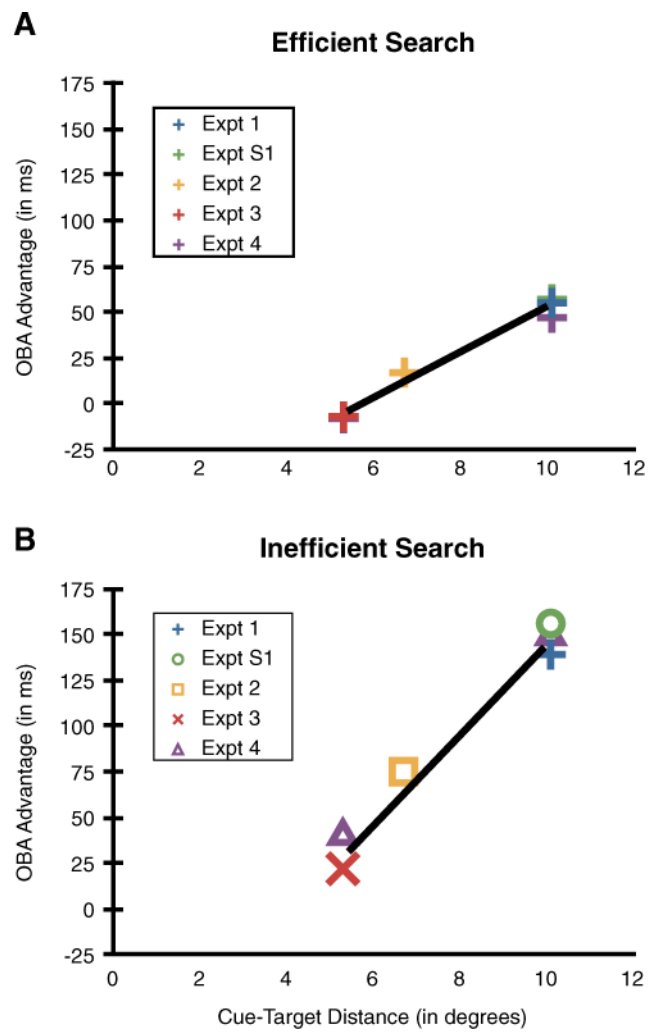 A
Efficient Search
OBA Advantage (in ms)
175
150
125
100
75
50
25
0
-25
Expt 1
Expt S1
Expt 2
Expt 3
Expt 4
0 2 4 6 8 10 12
B
Inefficient Search
OBA Advantage (in ms)
175
150
125
100
75
50
25
0
-25
Expt 1
Expt S1
Expt 2
Expt 3
Expt 4
0 2 4 6 8 10 12
Cue-Target Distance (in degrees)